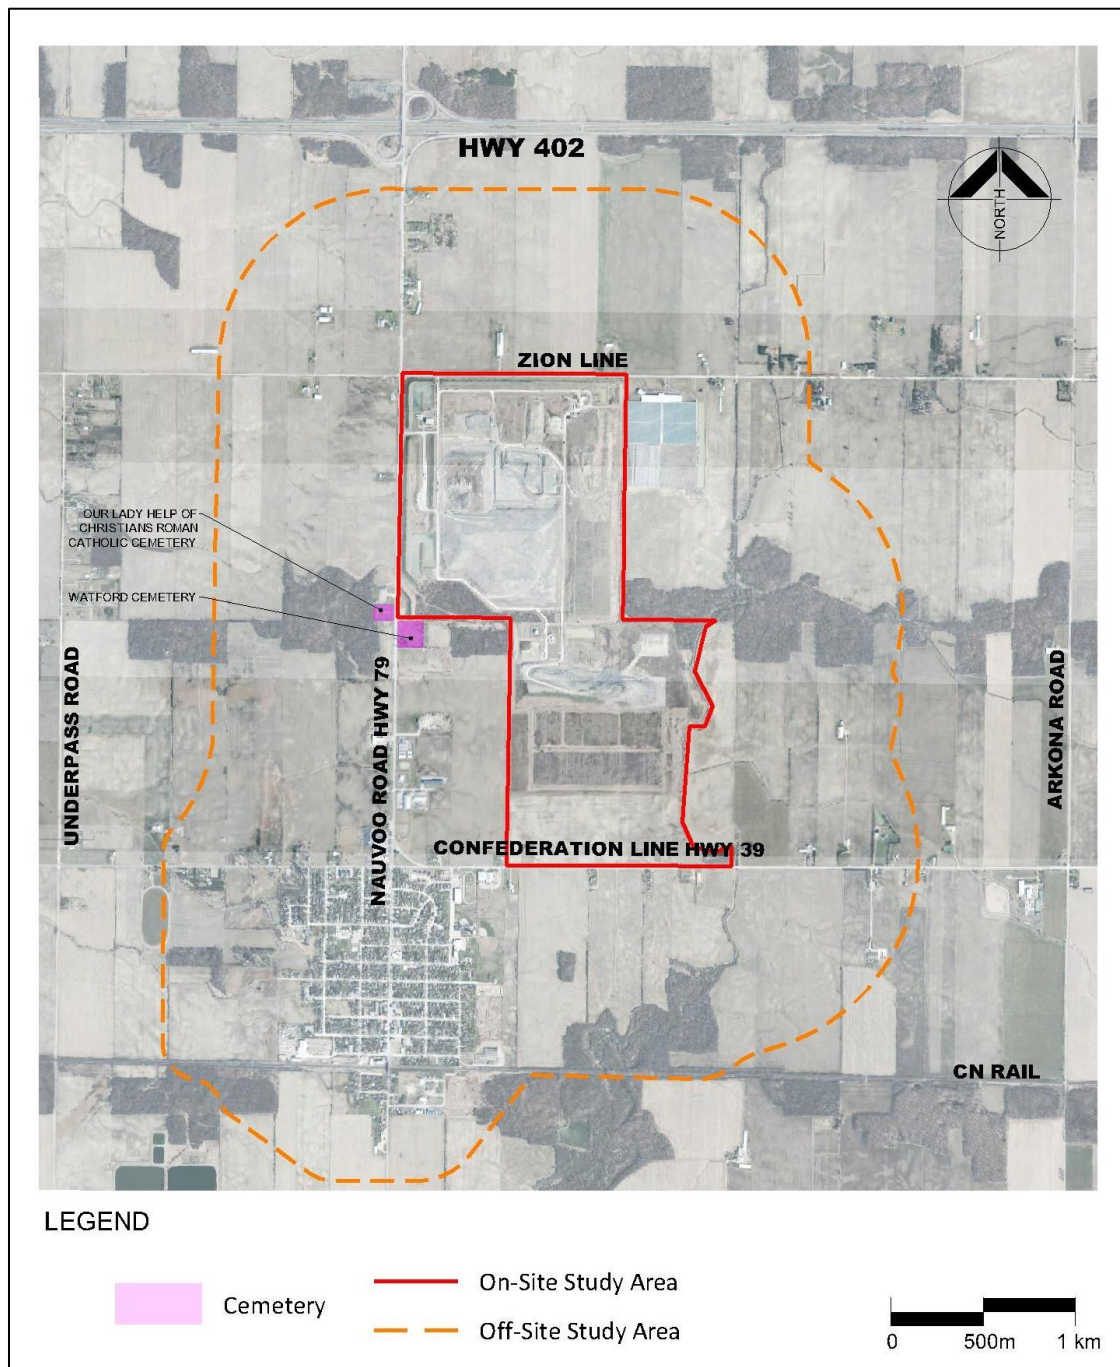 HWY 402
NORTH
ZION LINE
OUR LADY HELP OF
CHRISTIANS ROMAN
CATHOLIC CEMETERY
WATFORD CEMETERY
UNDERPASS ROAD
NAUVOO ROAD HWY 79
ARKONA ROAD
CONFEDERATION LINE HWY 39
CN RAIL
LEGEND
Cemetery
On-Site Study Area
Off-Site Study Area
0 500m 1 km